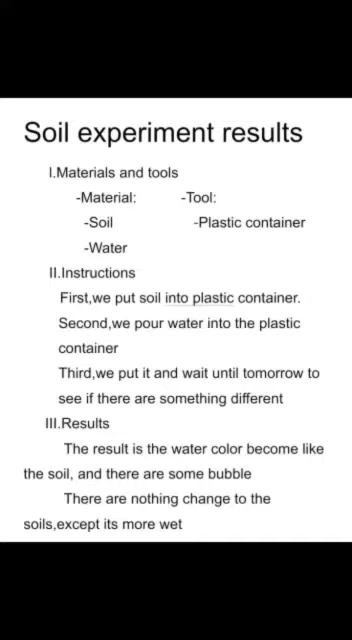 Soil experiment results
I.Materials and tools
-Material: -Tool:
-Soil -Plastic container
-Water
II.Instructions
First,we put soil into plastic container.
Second,we pour water into the plastic
container
Third,we put it and wait until tomorrow to
see if there are something different
III.Results
The result is the water color become like
the soil, and there are some bubble
There are nothing change to the
soils,except its more wet